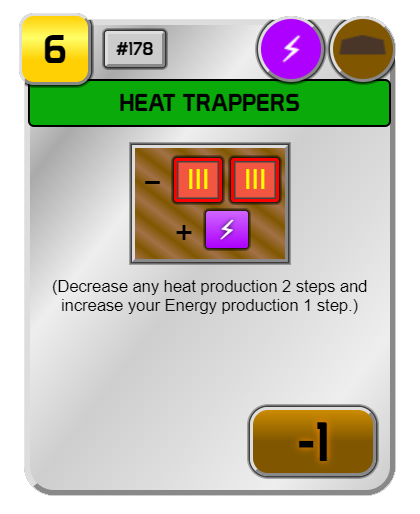 6
#178
HEAT TRAPPERS
-
+
(Decrease any heat production 2 steps and
increase your Energy production 1 step.)
-1